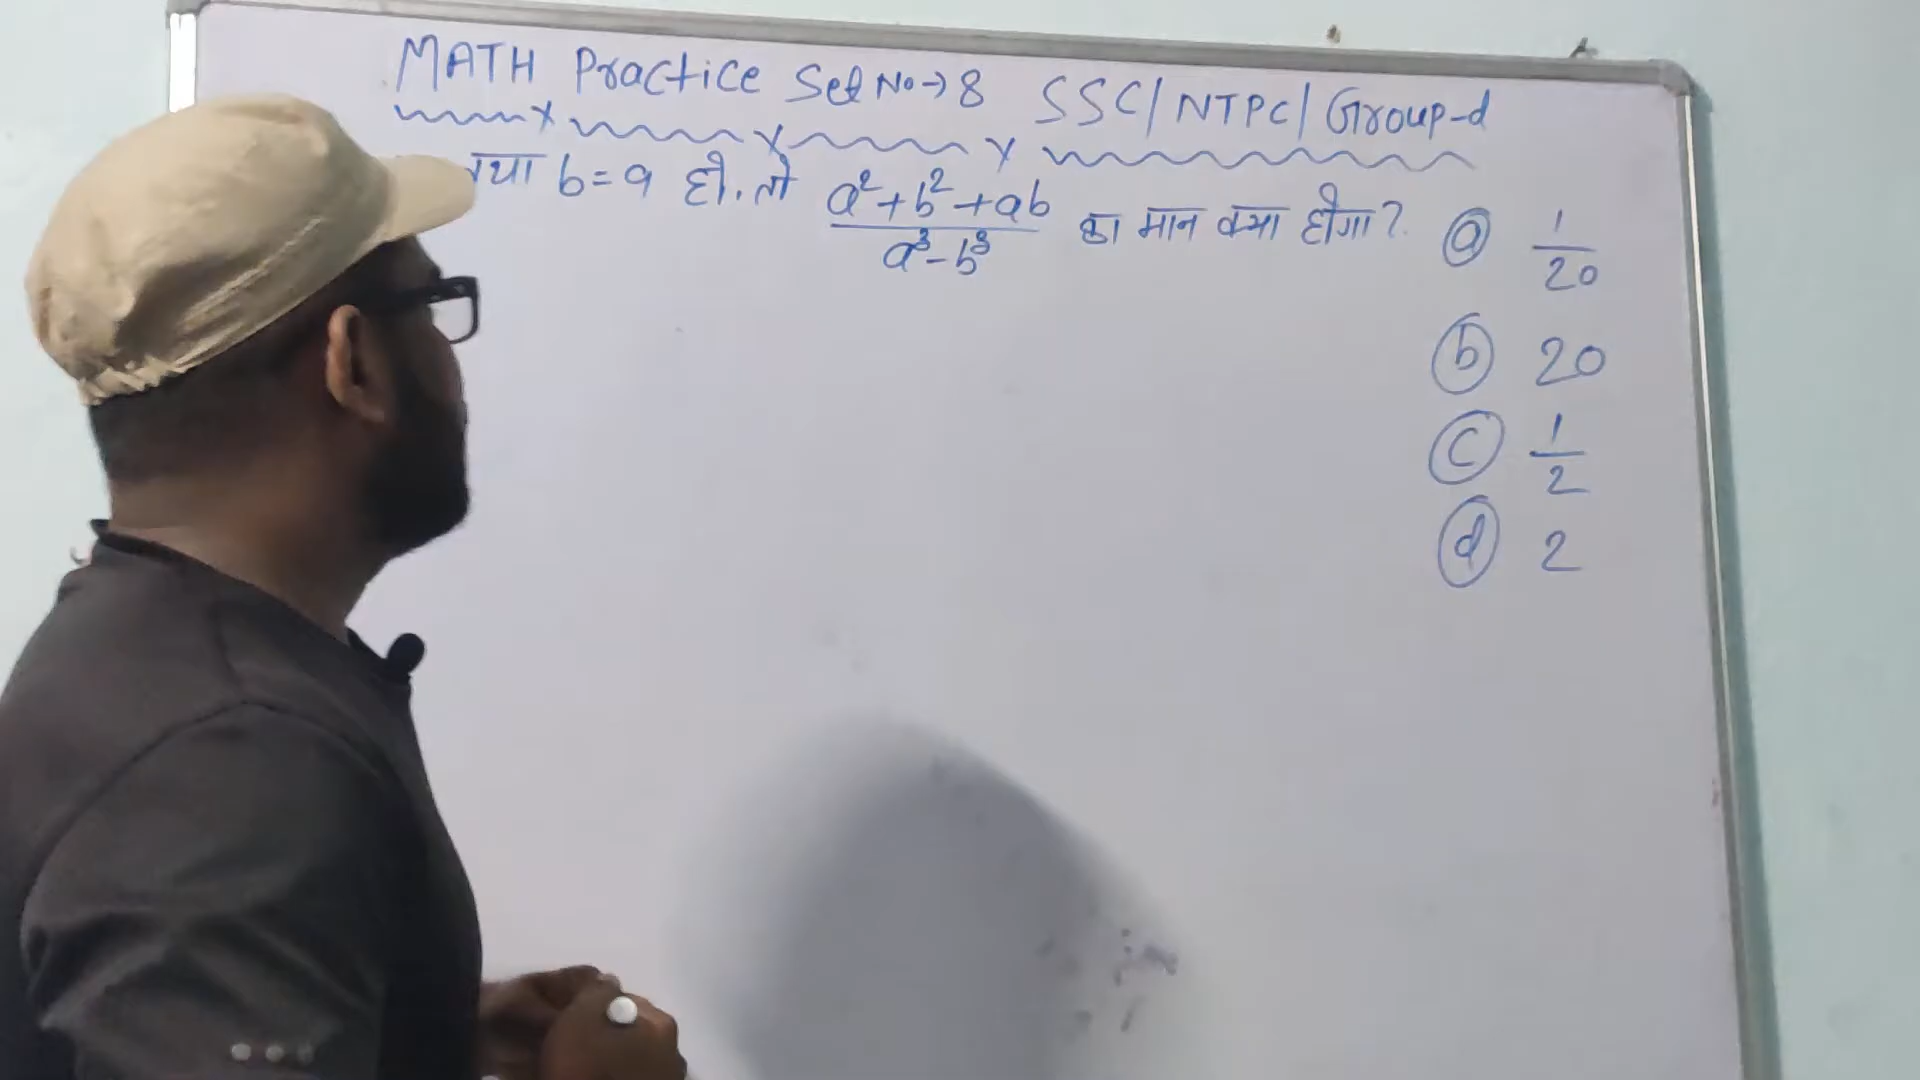 MATH Practice Set No→8 SSC/NTPC/Group-d
तथा b=9 हो, तो a²+b²+ab / a³-b³ का मान क्या होगा?
ⓐ 1/20
ⓑ 20
ⓒ 1/2
ⓓ 2